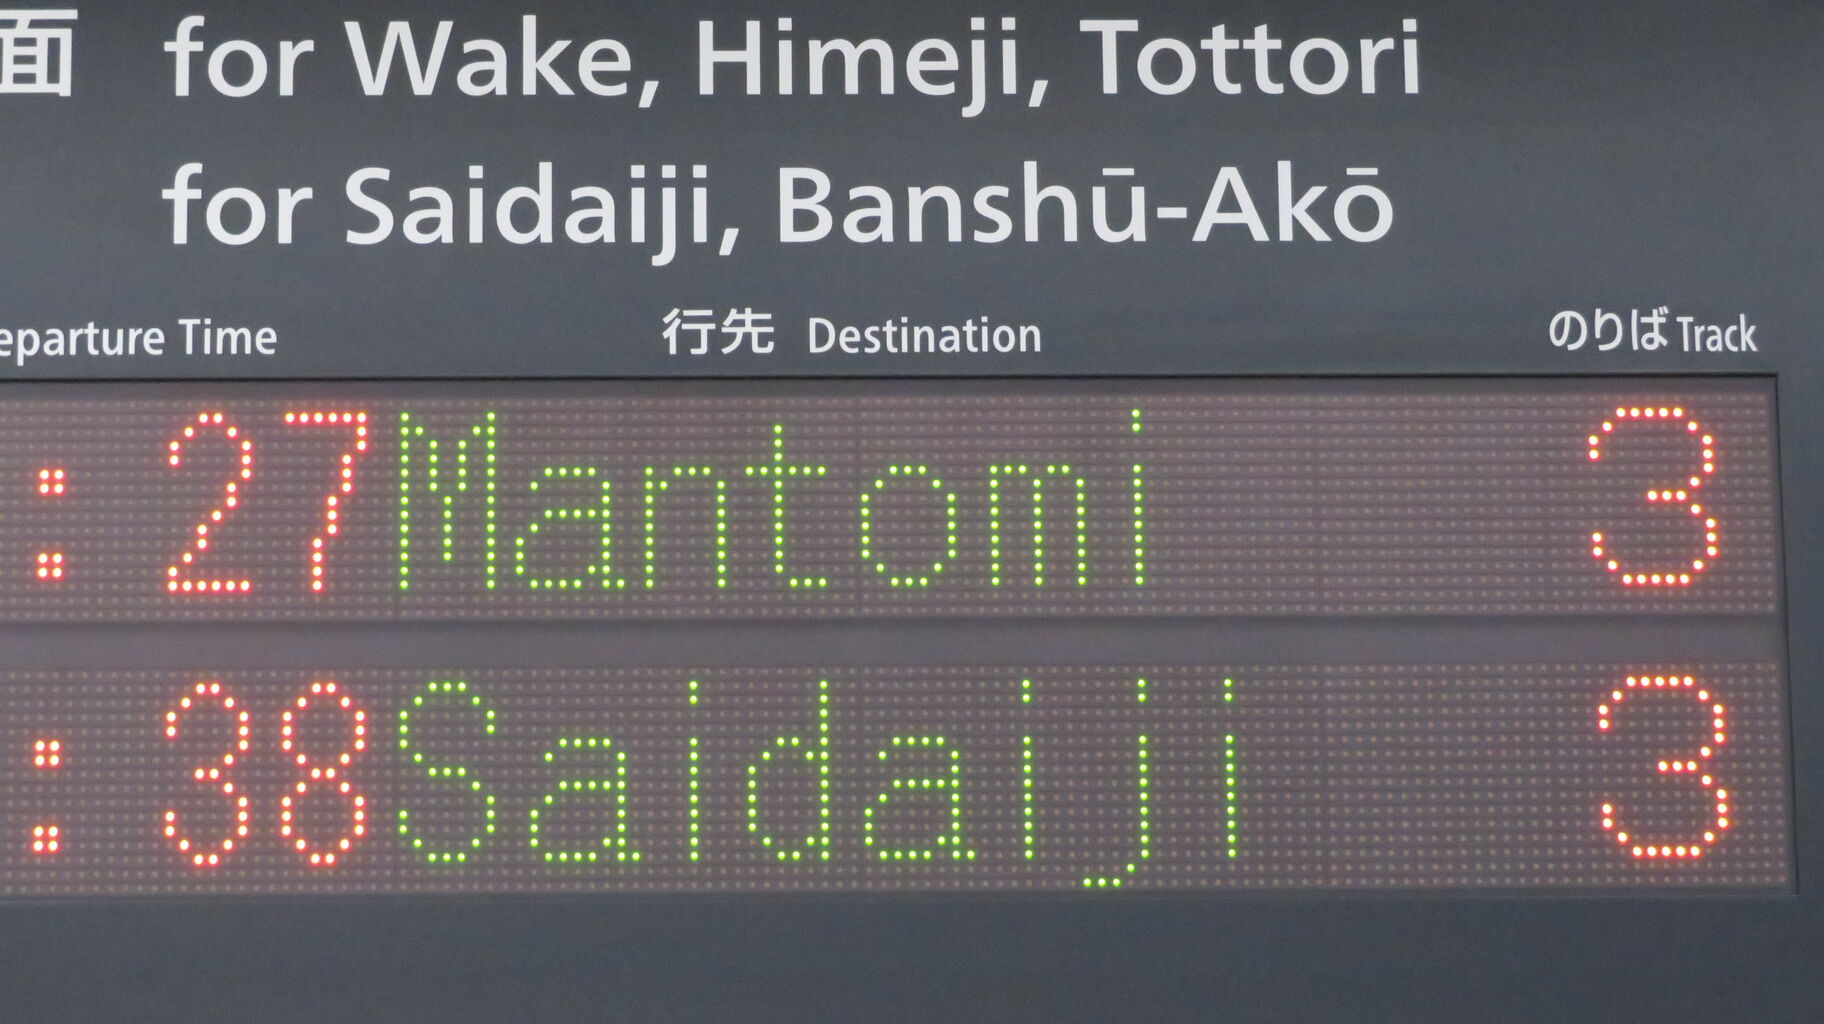 面 for Wake, Himeji, Tottori
for Saidaiji, Banshū-Akō
eparture Time 行先 Destination のりば Track
:27 Mantomi 3
:38 Saidaiji 3